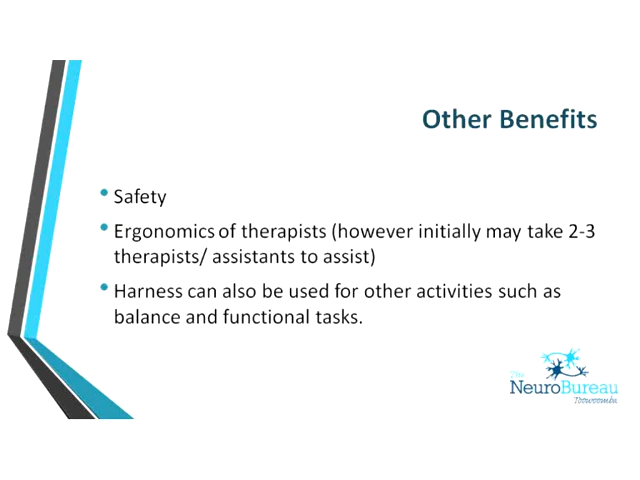 Other Benefits
• Safety
• Ergonomics of therapists (however initially may take 2-3
therapists/ assistants to assist)
• Harness can also be used for other activities such as
balance and functional tasks.
The
NeuroBureau
Toowoomba